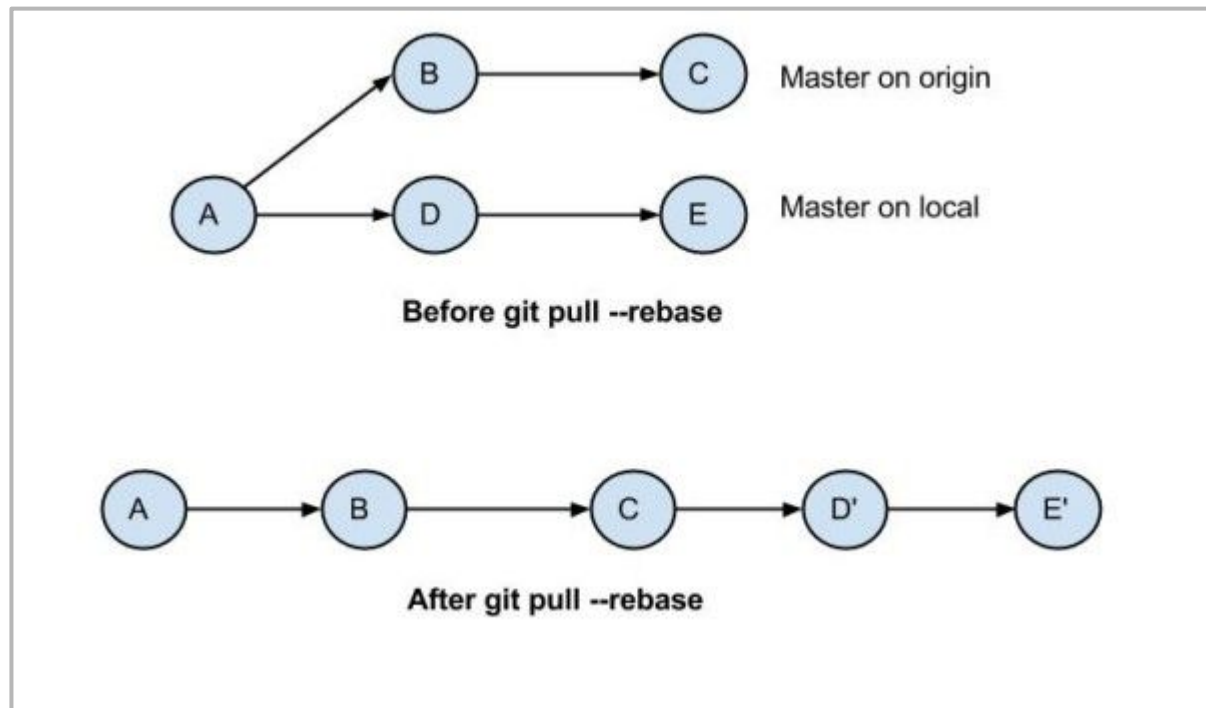 B
C
Master on origin
A
D
E
Master on local
Before git pull --rebase
A
B
C
D'
E'
After git pull --rebase